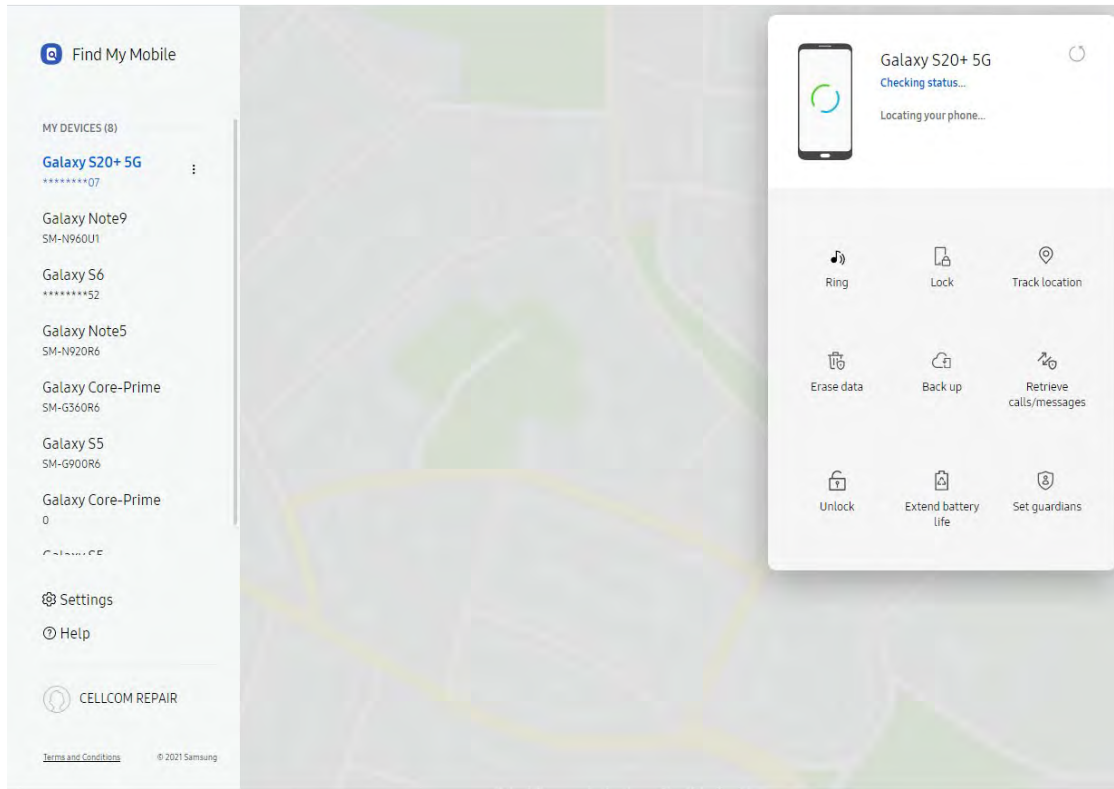 Find My Mobile
MY DEVICES (8)
Galaxy S20+ 5G
********07
Galaxy Note9
SM-N960U1
Galaxy S6
********52
Galaxy Note5
SM-N920R6
Galaxy Core-Prime
SM-G360R6
Galaxy S5
SM-G900R6
Galaxy Core-Prime
0
Galaxy S5
Settings
Help
CELLCOM REPAIR
Terms and Conditions © 2021 Samsung
Galaxy S20+ 5G
Checking status...
Locating your phone...
Ring
Lock
Track location
Erase data
Back up
Retrieve
calls/messages
Unlock
Extend battery
life
Set guardians